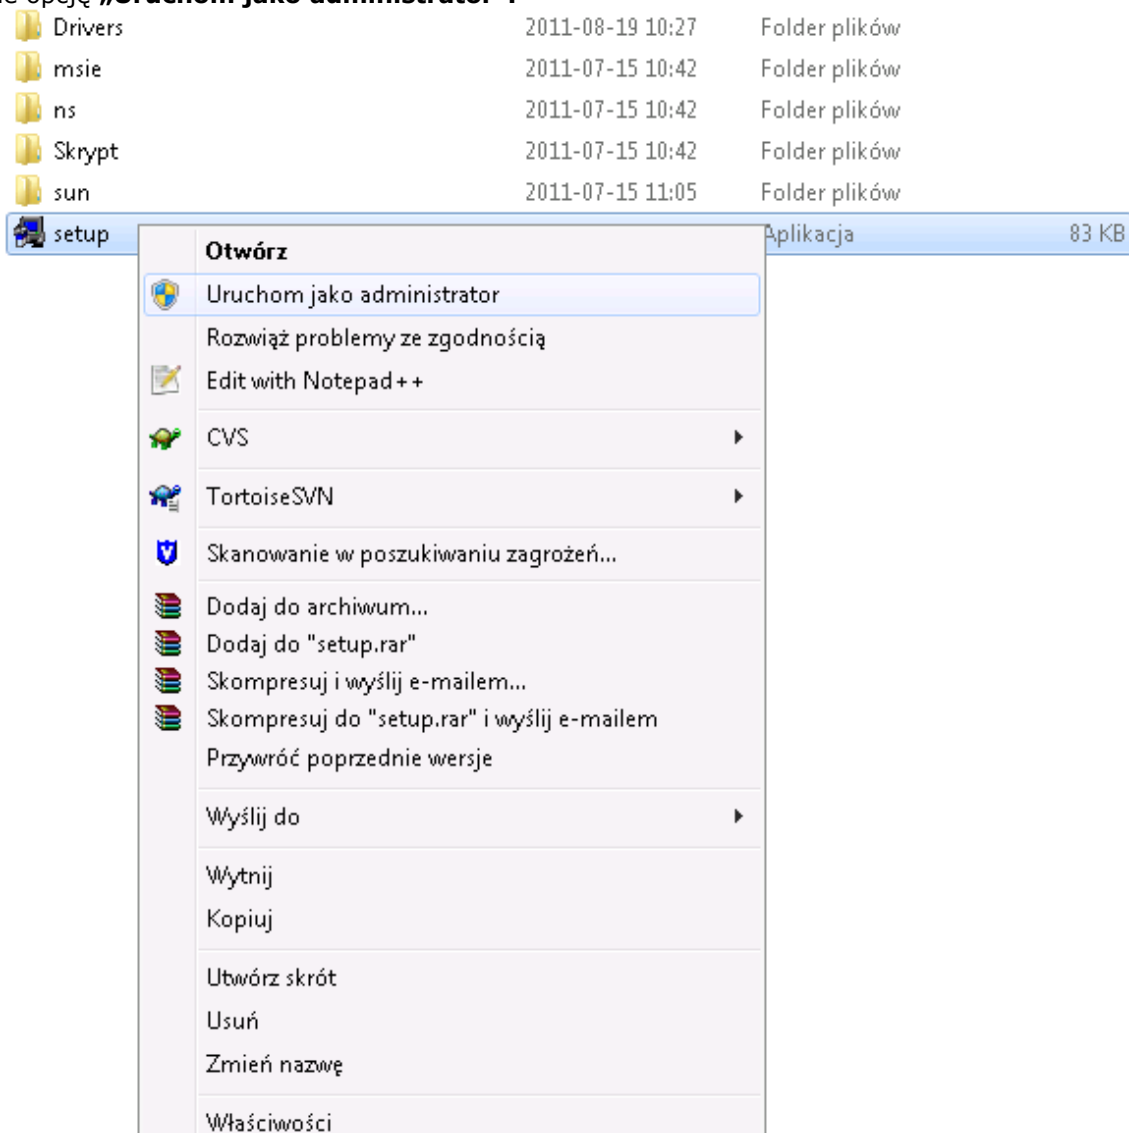 opcję „Uruchom jako administrator”.
Drivers 2011-08-19 10:27 Folder plików
msie 2011-07-15 10:42 Folder plików
ns 2011-07-15 10:42 Folder plików
Skrypt 2011-07-15 10:42 Folder plików
sun 2011-07-15 11:05 Folder plików
setup Aplikacja 83 KB
Otwórz
Uruchom jako administrator
Rozwiąż problemy ze zgodnością
Edit with Notepad++
CVS
TortoiseSVN
Skanowanie w poszukiwaniu zagrożeń...
Dodaj do archiwum...
Dodaj do "setup.rar"
Skompresuj i wyślij e-mailem...
Skompresuj do "setup.rar" i wyślij e-mailem
Przywróć poprzednie wersje
Wyślij do
Wytnij
Kopiuj
Utwórz skrót
Usuń
Zmień nazwę
Właściwości